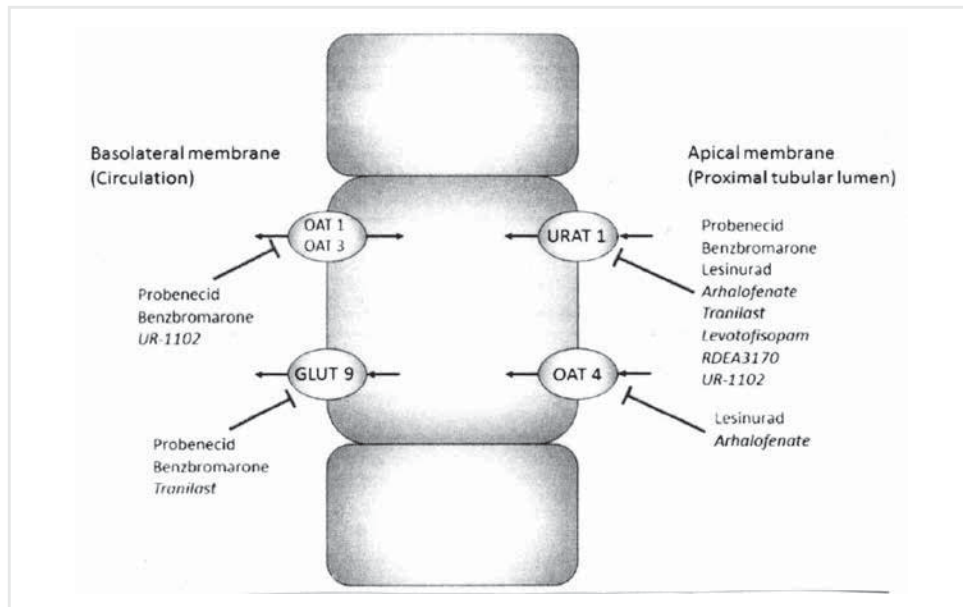 Basolateral membrane
(Circulation)
Apical membrane
(Proximal tubular lumen)
OAT 1
OAT 3
URAT 1
Probenecid
Benzbromarone
UR-1102
Probenecid
Benzbromarone
Lesinurad
Arhalofenate
Tranilast
Levotofisopam
RDEA3170
UR-1102
GLUT 9
OAT 4
Probenecid
Benzbromarone
Tranilast
Lesinurad
Arhalofenate